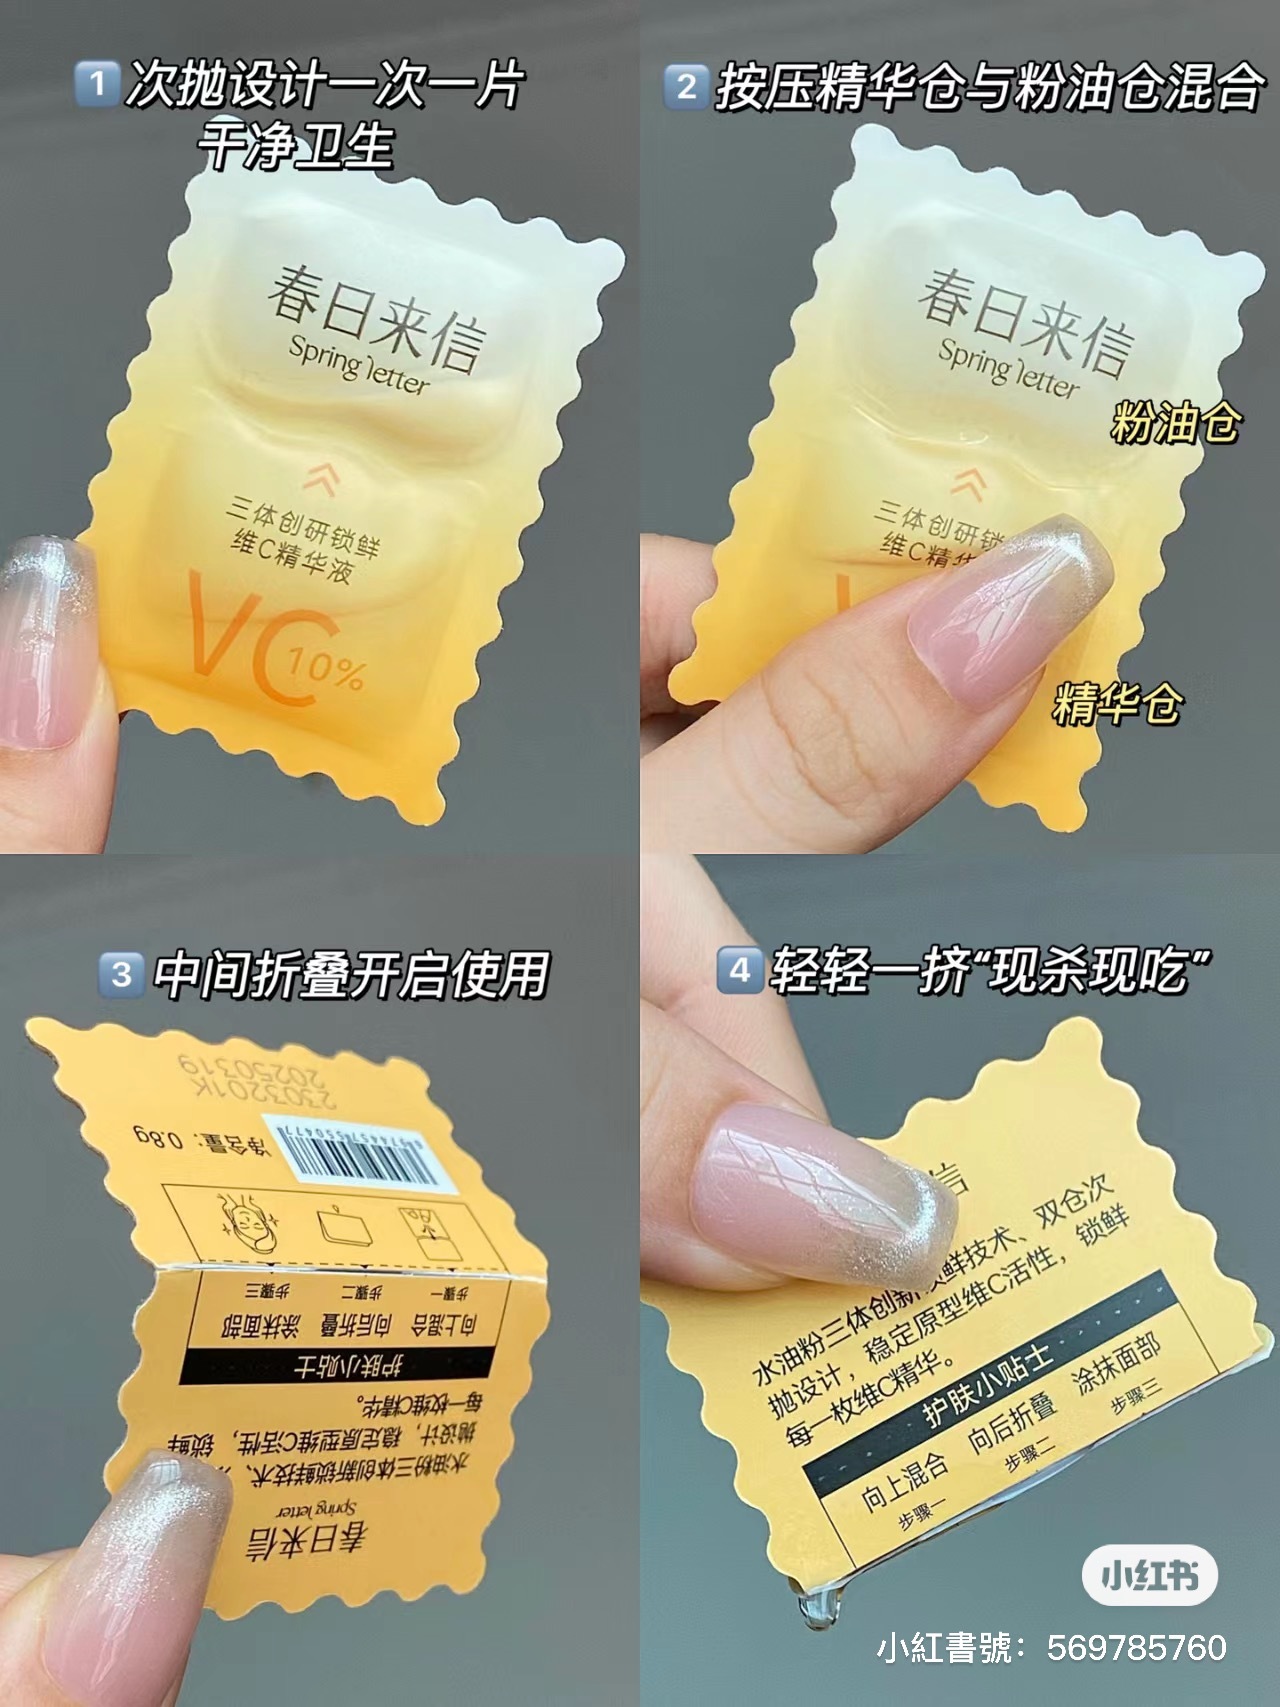 1 次抛设计一次一片
干净卫生
春日来信
Spring letter
三体创研锁鲜
维C精华液
VC10%
2 按压精华仓与粉油仓混合
春日来信
Spring letter
粉油仓
三体创研锁
维C精华
精华仓
3 中间折叠开启使用
20250319
2303201K
净含量：0.8g
步骤一 步骤二 步骤三
向上混合 向后折叠 涂抹面部
护肤小贴士
每一枚维C精华。
抛设计，稳定原型维C活性，锁鲜
水油粉三体创新锁鲜技术、
Spring letter
春日来信
4 轻轻一挤“现杀现吃”
信
水油粉三体创新锁鲜技术、双仓次
抛设计，稳定原型维C活性，锁鲜
每一枚维C精华。
护肤小贴士
向上混合 向后折叠 涂抹面部
步骤一 步骤二 步骤三
小红书
小紅書號：569785760